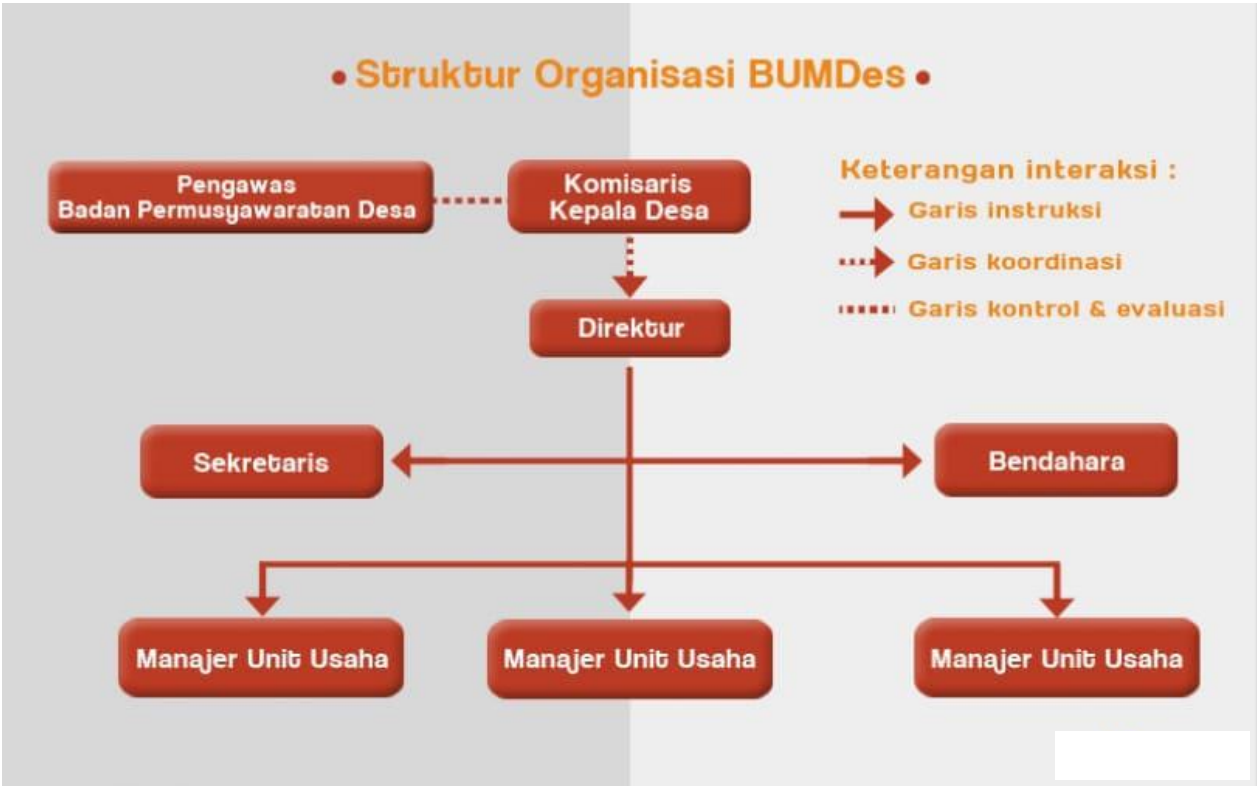 • Struktur Organisasi BUMDes •
Pengawas
Badan Permusyawaratan Desa
Komisaris
Kepala Desa
Keterangan interaksi :
Garis instruksi
Garis koordinasi
Garis kontrol & evaluasi
Direktur
Sekretaris
Bendahara
Manajer Unit Usaha
Manajer Unit Usaha
Manajer Unit Usaha